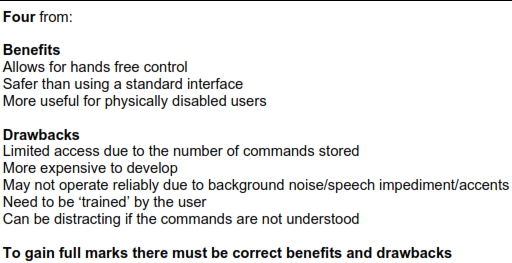 Four from:
Benefits
Allows for hands free control
Safer than using a standard interface
More useful for physically disabled users
Drawbacks
Limited access due to the number of commands stored
More expensive to develop
May not operate reliably due to background noise/speech impediment/accents
Need to be ‘trained’ by the user
Can be distracting if the commands are not understood
To gain full marks there must be correct benefits and drawbacks